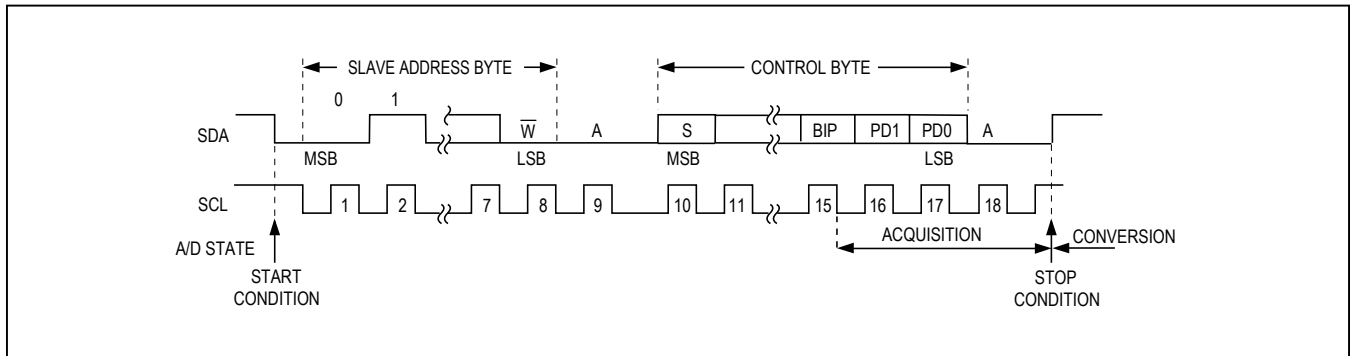 SLAVE ADDRESS BYTE CONTROL BYTE
0 1
SDA W̅ A S BIP PD1 PD0 A
MSB LSB MSB LSB
SCL 1 2 7 8 9 10 11 15 16 17 18
A/D STATE ACQUISITION CONVERSION
START
CONDITION
STOP
CONDITION